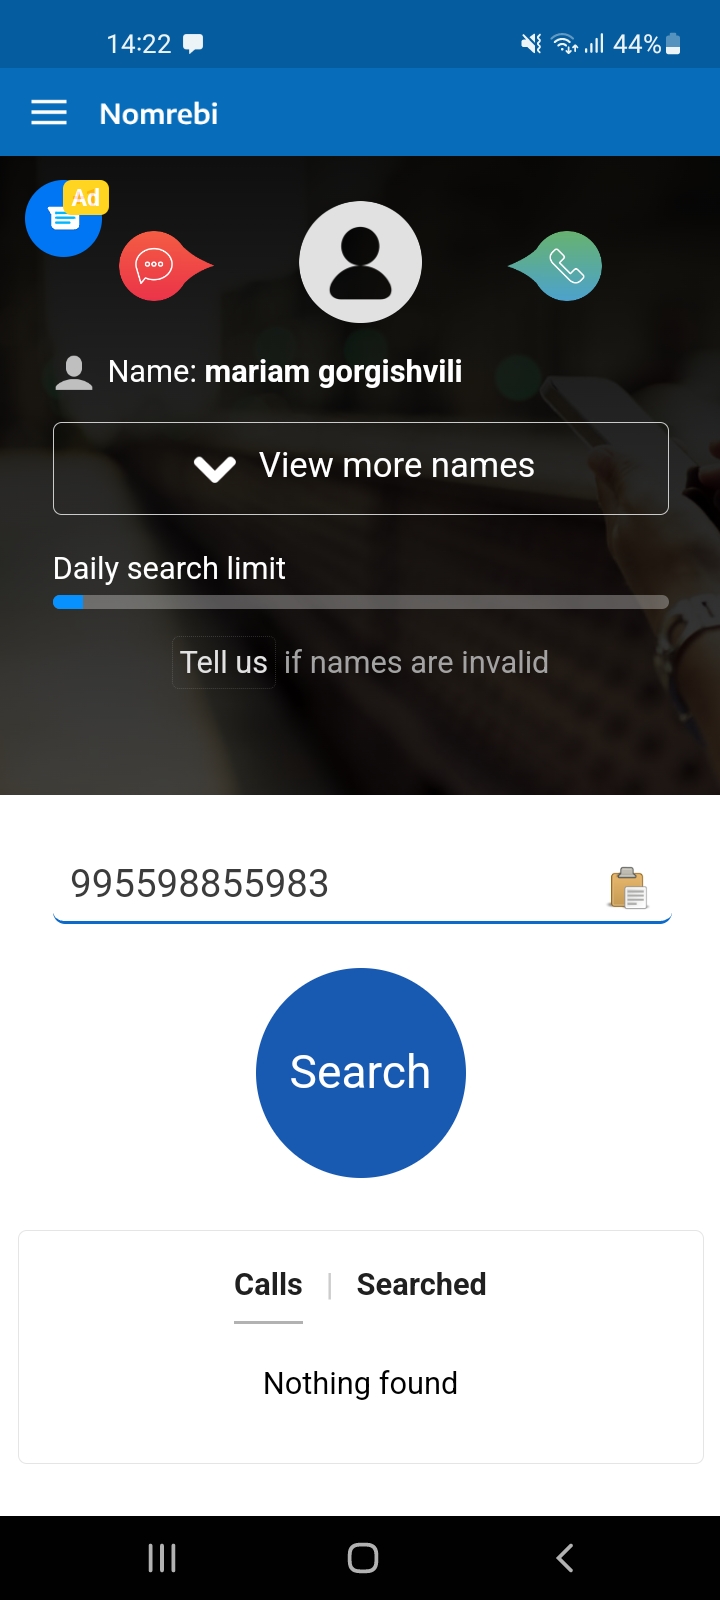 14:22 44%
Nomrebi
Ad
Name: mariam gorgishvili
View more names
Daily search limit
Tell us if names are invalid
995598855983
Search
Calls | Searched
Nothing found